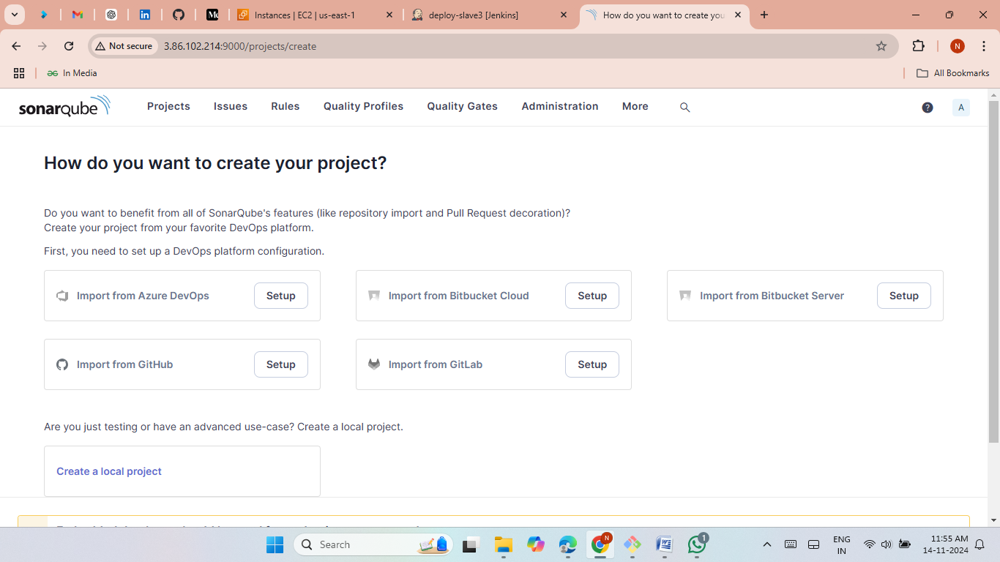 Instances | EC2 | us-east-1
deploy-slave3 [Jenkins]
How do you want to create you
Not secure
3.86.102.214:9000/projects/create
N
In Media
All Bookmarks
sonarqube
Projects
Issues
Rules
Quality Profiles
Quality Gates
Administration
More
?
A
How do you want to create your project?
Do you want to benefit from all of SonarQube's features (like repository import and Pull Request decoration)?
Create your project from your favorite DevOps platform.
First, you need to set up a DevOps platform configuration.
Import from Azure DevOps
Setup
Import from Bitbucket Cloud
Setup
Import from Bitbucket Server
Setup
Import from GitHub
Setup
Import from GitLab
Setup
Are you just testing or have an advanced use-case? Create a local project.
Create a local project
Search
N
1
ENG
IN
11:55 AM
14-11-2024